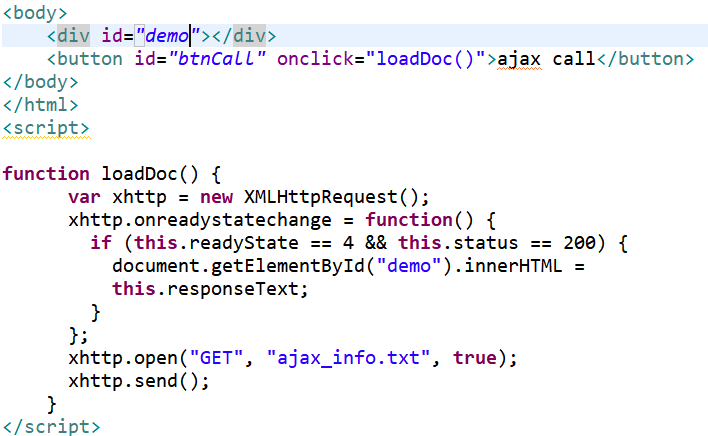 <body>
<div id="demo"></div>
<button id="btnCall" onclick="loadDoc()">ajax call</button>
</body>
</html>
<script>
function loadDoc() {
var xhttp = new XMLHttpRequest();
xhttp.onreadystatechange = function() {
if (this.readyState == 4 && this.status == 200) {
document.getElementById("demo").innerHTML =
this.responseText;
}
};
xhttp.open("GET", "ajax_info.txt", true);
xhttp.send();
}
</script>